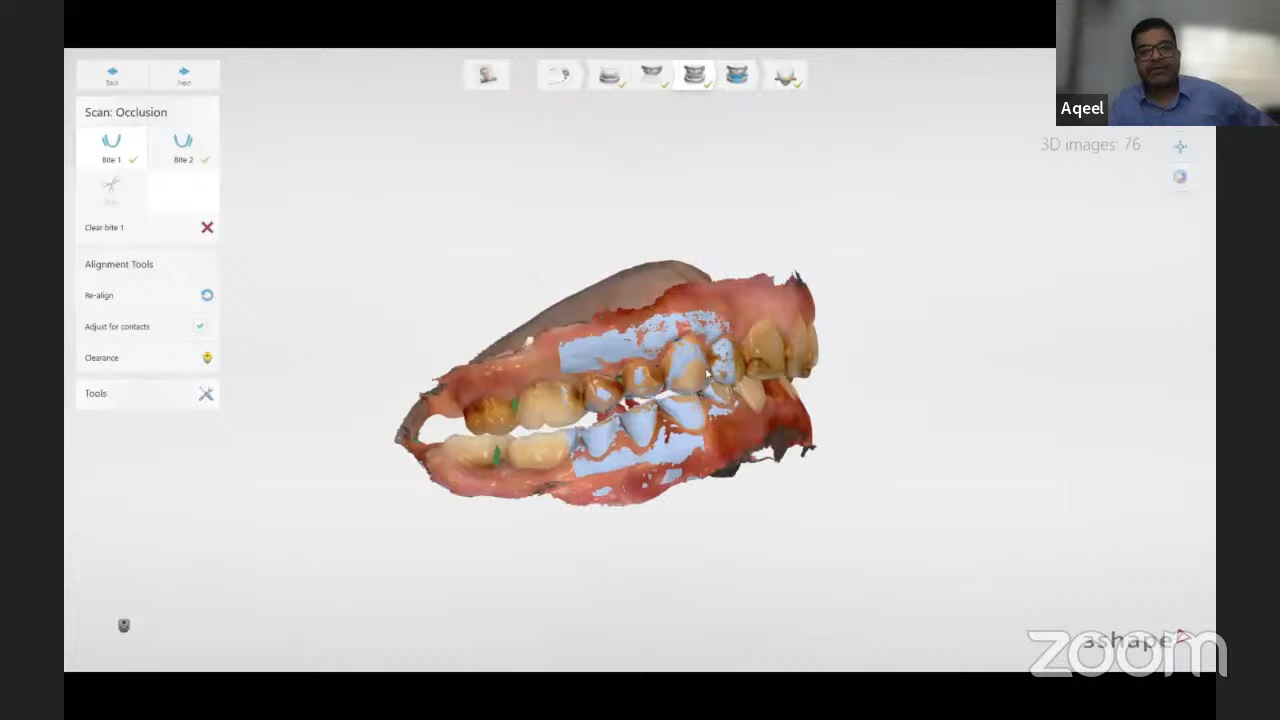 Back
Next
Aqeel
Scan: Occlusion
3D images: 76
Bite 1
Bite 2
Clear bite 1
Alignment Tools
Re-align
Adjust for contacts
Clearance
Tools
3shape
zoom